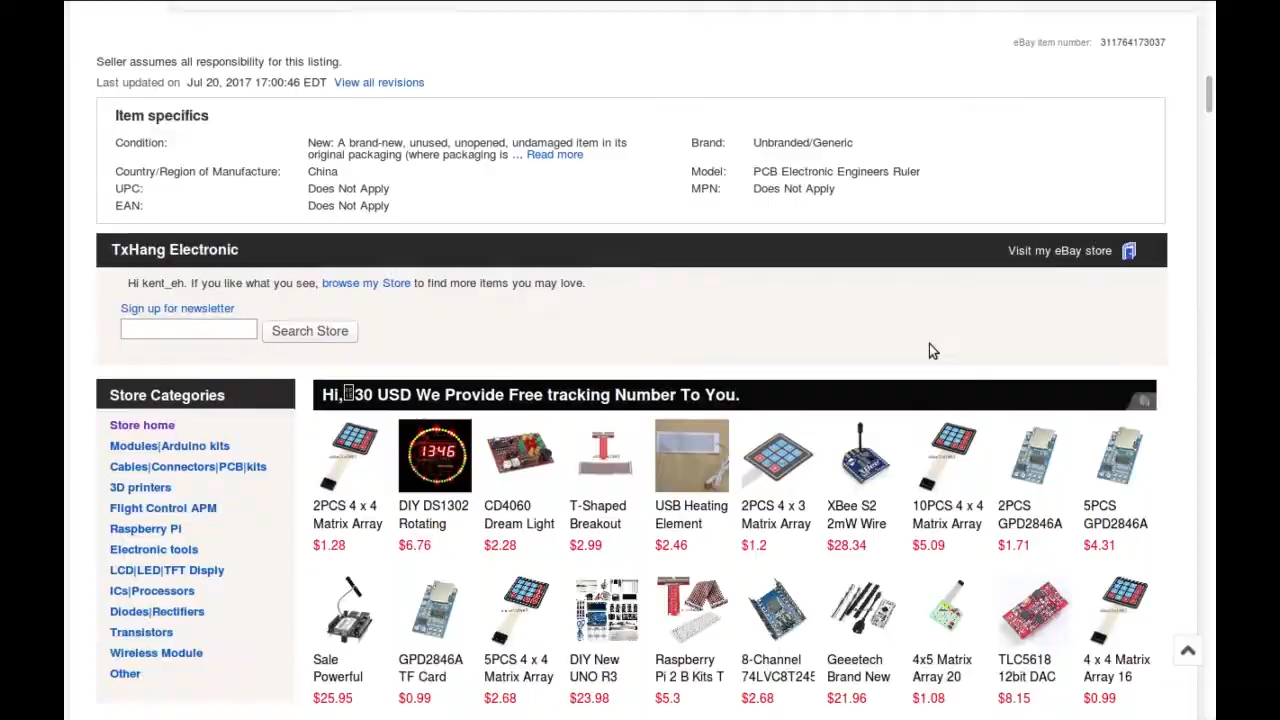 eBay item number: 311764173037
Seller assumes all responsibility for this listing.
Last updated on Jul 20, 2017 17:00:46 EDT View all revisions
Item specifics
Condition: New: A brand-new, unused, unopened, undamaged item in its original packaging (where packaging is ... Read more
Brand: Unbranded/Generic
Country/Region of Manufacture: China
Model: PCB Electronic Engineers Ruler
UPC: Does Not Apply
MPN: Does Not Apply
EAN: Does Not Apply
TxHang Electronic
Visit my eBay store
Hi kent_eh. If you like what you see, browse my Store to find more items you may love.
Sign up for newsletter
Search Store
Store Categories
Store home
Modules|Arduino kits
Cables|Connectors|PCB|kits
3D printers
Flight Control APM
Raspberry Pi
Electronic tools
LCD|LED|TFT Disply
ICs|Processors
Diodes|Rectifiers
Transistors
Wireless Module
Other
Hi, 30 USD We Provide Free tracking Number To You.
2PCS 4 x 4 Matrix Array
$1.28
DIY DS1302 Rotating
$6.76
CD4060 Dream Light
$2.28
T-Shaped Breakout
$2.99
USB Heating Element
$2.46
2PCS 4 x 3 Matrix Array
$1.2
XBee S2 2mW Wire
$28.34
10PCS 4 x 4 Matrix Array
$5.09
2PCS GPD2846A
$1.71
5PCS GPD2846A
$4.31
Sale Powerful
$25.95
GPD2846A TF Card
$0.99
5PCS 4 x 4 Matrix Array
$2.68
DIY New UNO R3
$23.98
Raspberry Pi 2 B Kits T
$5.3
8-Channel 74LVC8T245
$2.68
Geeetech Brand New
$21.96
4x5 Matrix Array 20
$1.08
TLC5618 12bit DAC
$8.15
4 x 4 Matrix Array 16
$0.99